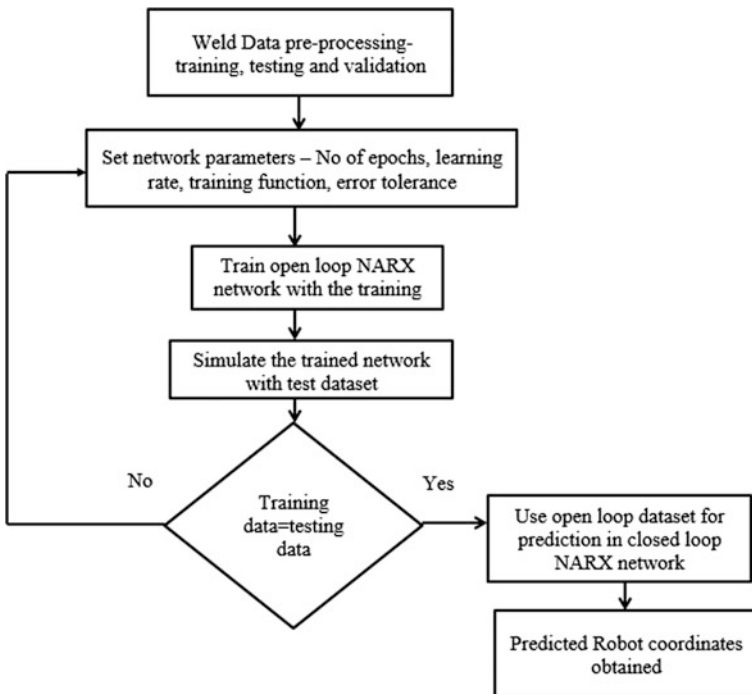 Weld Data pre-processing-
training, testing and validation
Set network parameters – No of epochs, learning
rate, training function, error tolerance
Train open loop NARX
network with the training
Simulate the trained network
with test dataset
No
Yes
Training
data=testing
data
Use open loop dataset for
prediction in closed loop
NARX network
Predicted Robot coordinates
obtained